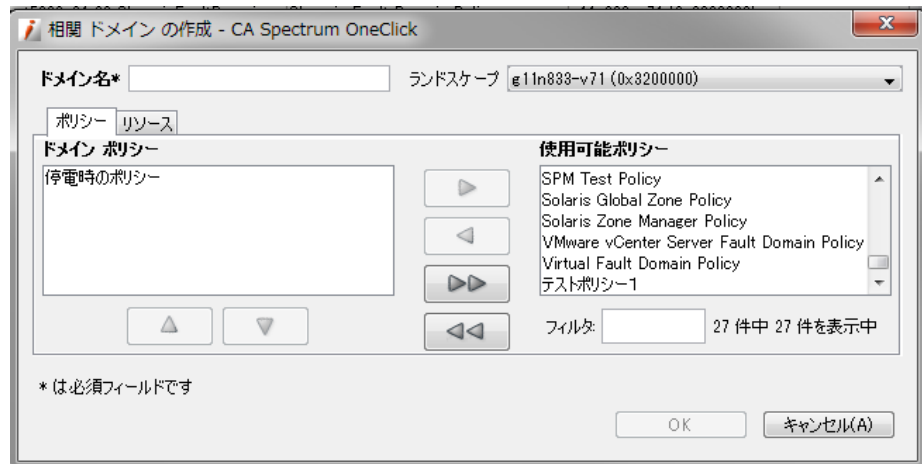 相関 ドメイン の作成 - CA Spectrum OneClick
ドメイン名*
ランドスケープ g11n833-v71 (0x3200000)
ポリシー リソース
ドメイン ポリシー
停電時のポリシー
使用可能ポリシー
SPM Test Policy
Solaris Global Zone Policy
Solaris Zone Manager Policy
VMware vCenter Server Fault Domain Policy
Virtual Fault Domain Policy
テストポリシー1
フィルタ: 27 件中 27 件を表示中
* は必須フィールドです
OK キャンセル(A)